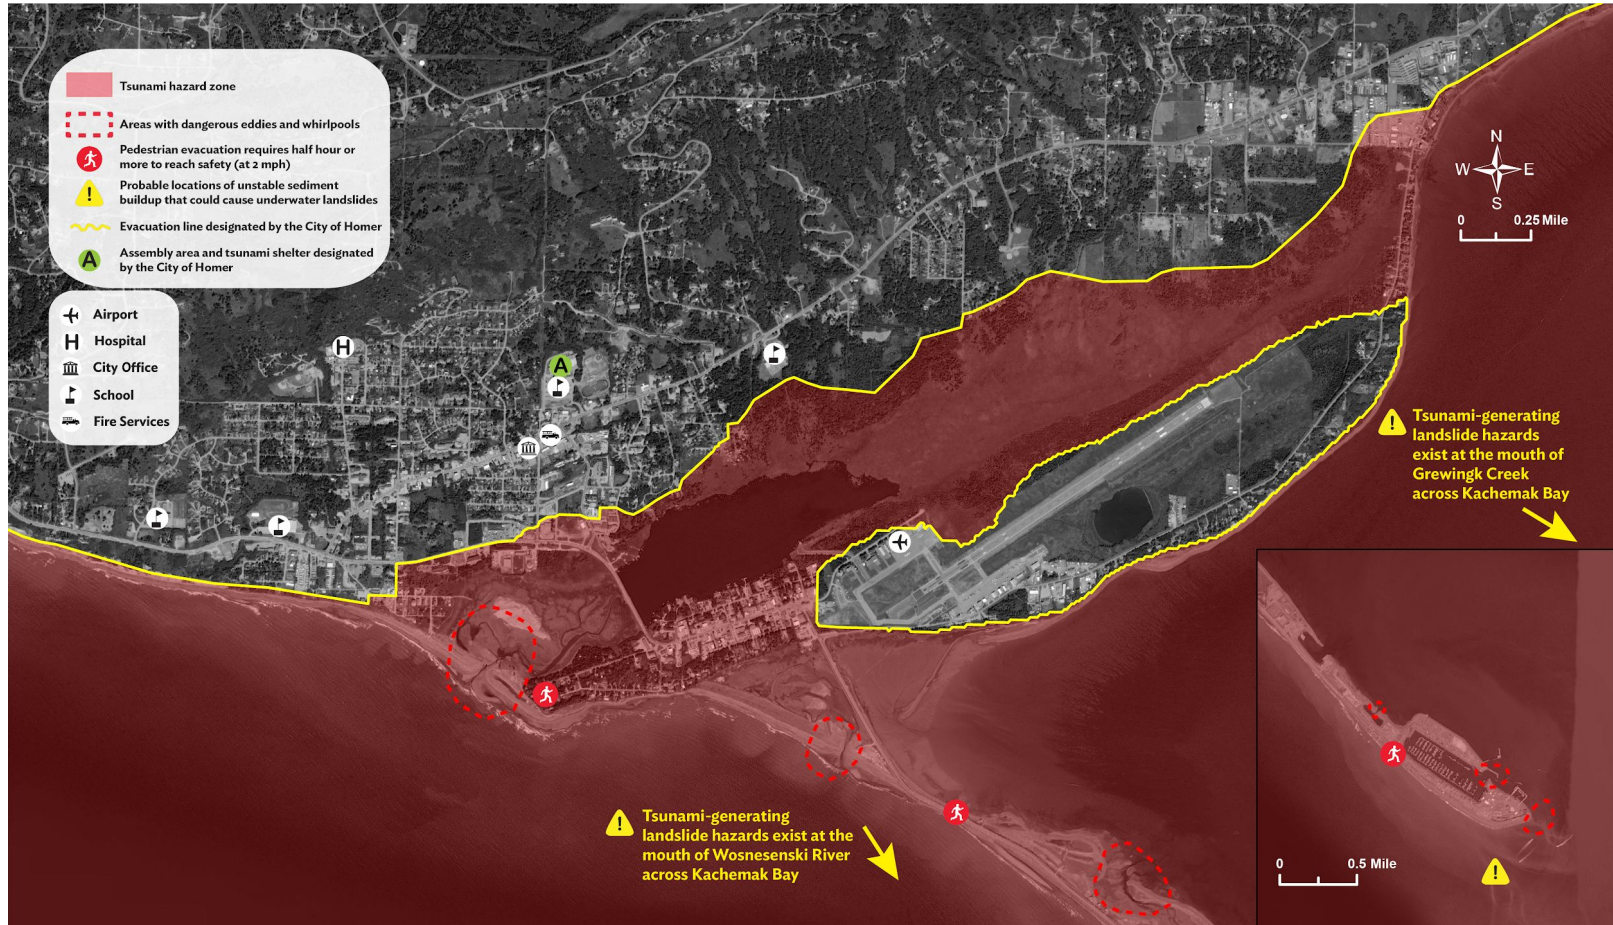 Tsunami hazard zone
Areas with dangerous eddies and whirlpools
Pedestrian evacuation requires half hour or
more to reach safety (at 2 mph)
!
Probable locations of unstable sediment
buildup that could cause underwater landslides
Evacuation line designated by the City of Homer
A
Assembly area and tsunami shelter designated
by the City of Homer
Airport
H
Hospital
City Office
School
Fire Services
H
A
N
W
E
S
0
0.25 Mile
!
Tsunami-generating
landslide hazards
exist at the mouth of
Grewingk Creek
across Kachemak Bay
!
Tsunami-generating
landslide hazards exist at the
mouth of Wosnesenski River
across Kachemak Bay
0
0.5 Mile
!